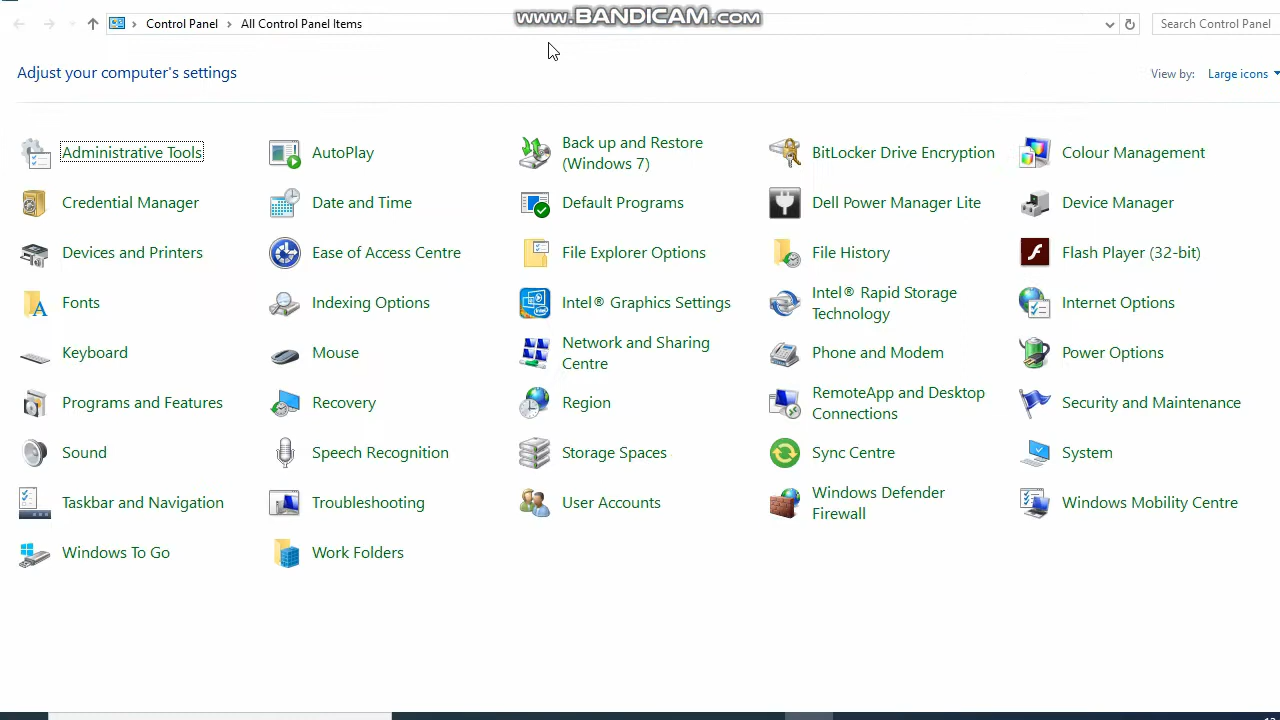 www.BANDICAM.com
Control Panel All Control Panel Items
Search Control Panel
Adjust your computer's settings
View by: Large icons
Administrative Tools
AutoPlay
Back up and Restore
(Windows 7)
BitLocker Drive Encryption
Colour Management
Credential Manager
Date and Time
Default Programs
Dell Power Manager Lite
Device Manager
Devices and Printers
Ease of Access Centre
File Explorer Options
File History
Flash Player (32-bit)
Fonts
Indexing Options
Intel® Graphics Settings
Intel® Rapid Storage
Technology
Internet Options
Keyboard
Mouse
Network and Sharing
Centre
Phone and Modem
Power Options
Programs and Features
Recovery
Region
RemoteApp and Desktop
Connections
Security and Maintenance
Sound
Speech Recognition
Storage Spaces
Sync Centre
System
Taskbar and Navigation
Troubleshooting
User Accounts
Windows Defender
Firewall
Windows Mobility Centre
Windows To Go
Work Folders